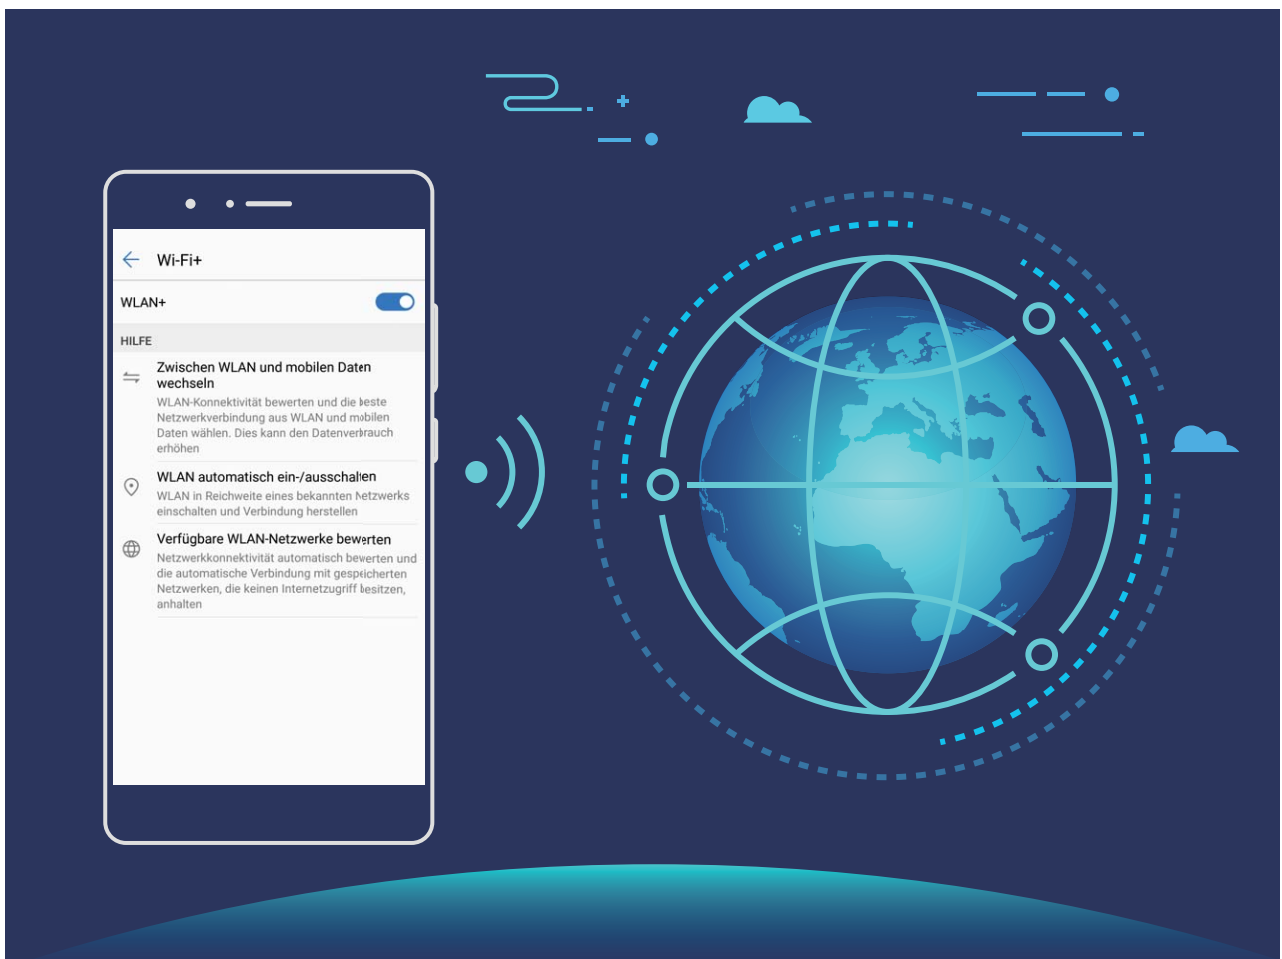 Wi-Fi+
WLAN+
HILFE
Zwischen WLAN und mobilen Daten
wechseln
WLAN-Konnektivität bewerten und die beste
Netzwerkverbindung aus WLAN und mobilen
Daten wählen. Dies kann den Datenverbrauch
erhöhen
WLAN automatisch ein-/ausschalten
WLAN in Reichweite eines bekannten Netzwerks
einschalten und Verbindung herstellen
Verfügbare WLAN-Netzwerke bewerten
Netzwerkkonnektivität automatisch bewerten und
die automatische Verbindung mit gespeicherten
Netzwerken, die keinen Internetzugriff besitzen,
anhalten